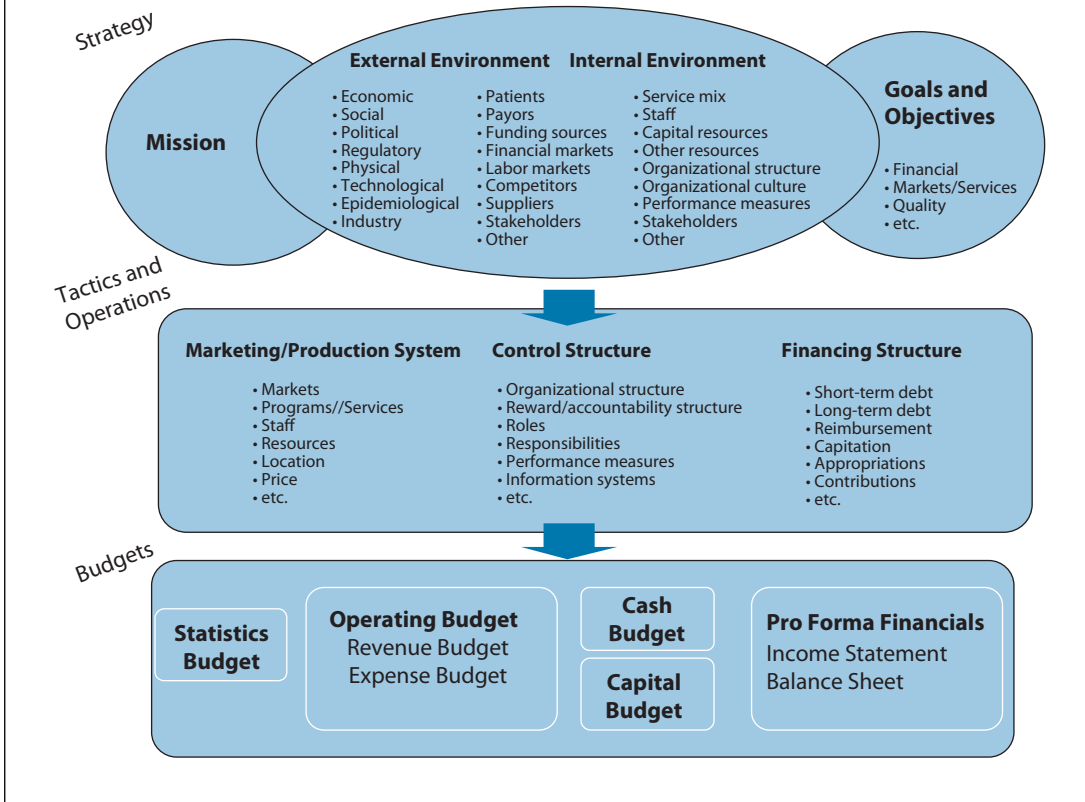 Strategy
Mission
External Environment
• Economic
• Social
• Political
• Regulatory
• Physical
• Technological
• Epidemiological
• Industry
• Patients
• Payors
• Funding sources
• Financial markets
• Labor markets
• Competitors
• Suppliers
• Stakeholders
• Other
Internal Environment
• Service mix
• Staff
• Capital resources
• Other resources
• Organizational structure
• Organizational culture
• Performance measures
• Stakeholders
• Other
Goals and
Objectives
• Financial
• Markets/Services
• Quality
• etc.
Tactics and
Operations
Marketing/Production System
• Markets
• Programs//Services
• Staff
• Resources
• Location
• Price
• etc.
Control Structure
• Organizational structure
• Reward/accountability structure
• Roles
• Responsibilities
• Performance measures
• Information systems
• etc.
Financing Structure
• Short-term debt
• Long-term debt
• Reimbursement
• Capitation
• Appropriations
• Contributions
• etc.
Budgets
Statistics
Budget
Operating Budget
Revenue Budget
Expense Budget
Cash
Budget
Capital
Budget
Pro Forma Financials
Income Statement
Balance Sheet